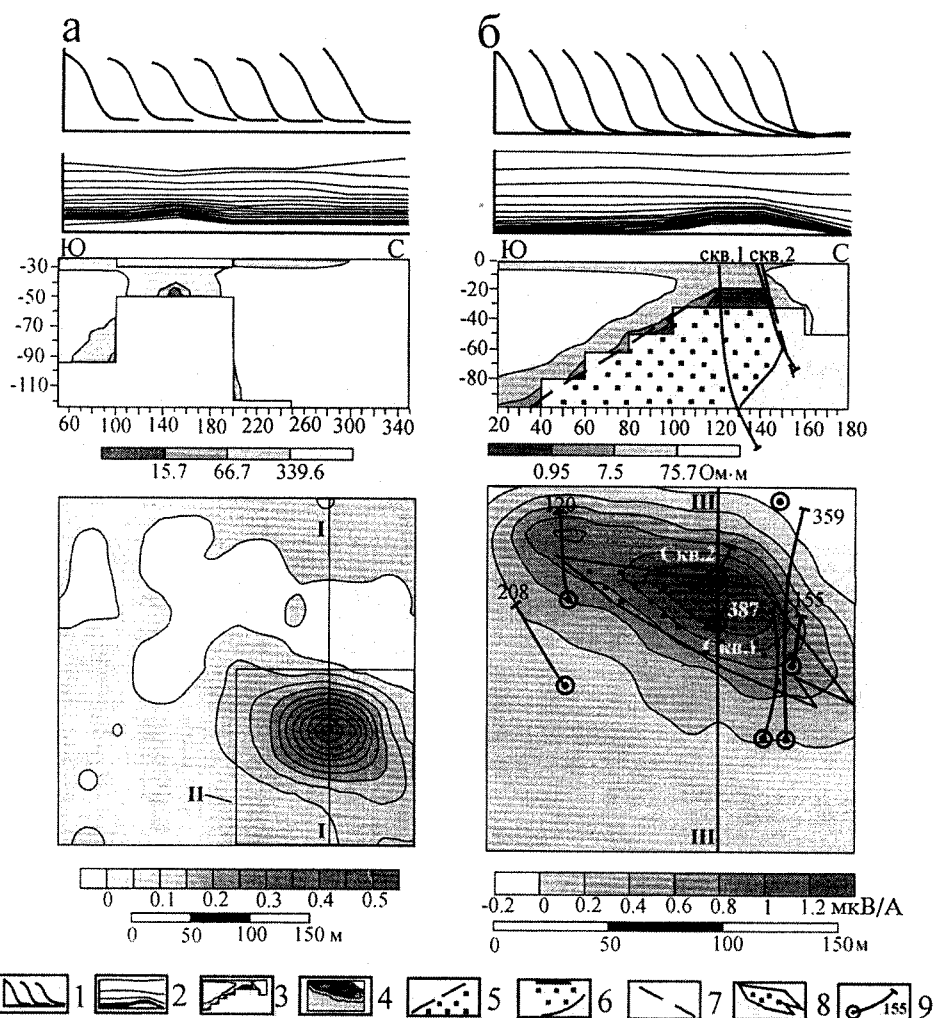 а
б
Ю С
-30
-50
-70
-90
-110
60 100 140 180 220 260 300 340
15.7 66.7 339.6
Ю скв.1 скв.2 С
0
-20
-40
-60
-80
20 40 60 80 100 120 140 160 180
0.95 7.5 75.7 Ом·м
I
II
I
III
120
359
Скв.2
208
387
155
Скв.1
III
0 0.1 0.2 0.3 0.4 0.5
0 50 100 150 м
-0.2 0 0.2 0.4 0.6 0.8 1 1.2 мкВ/А
0 50 100 150 м
1 2 3 4 5 6 7 8 155 9